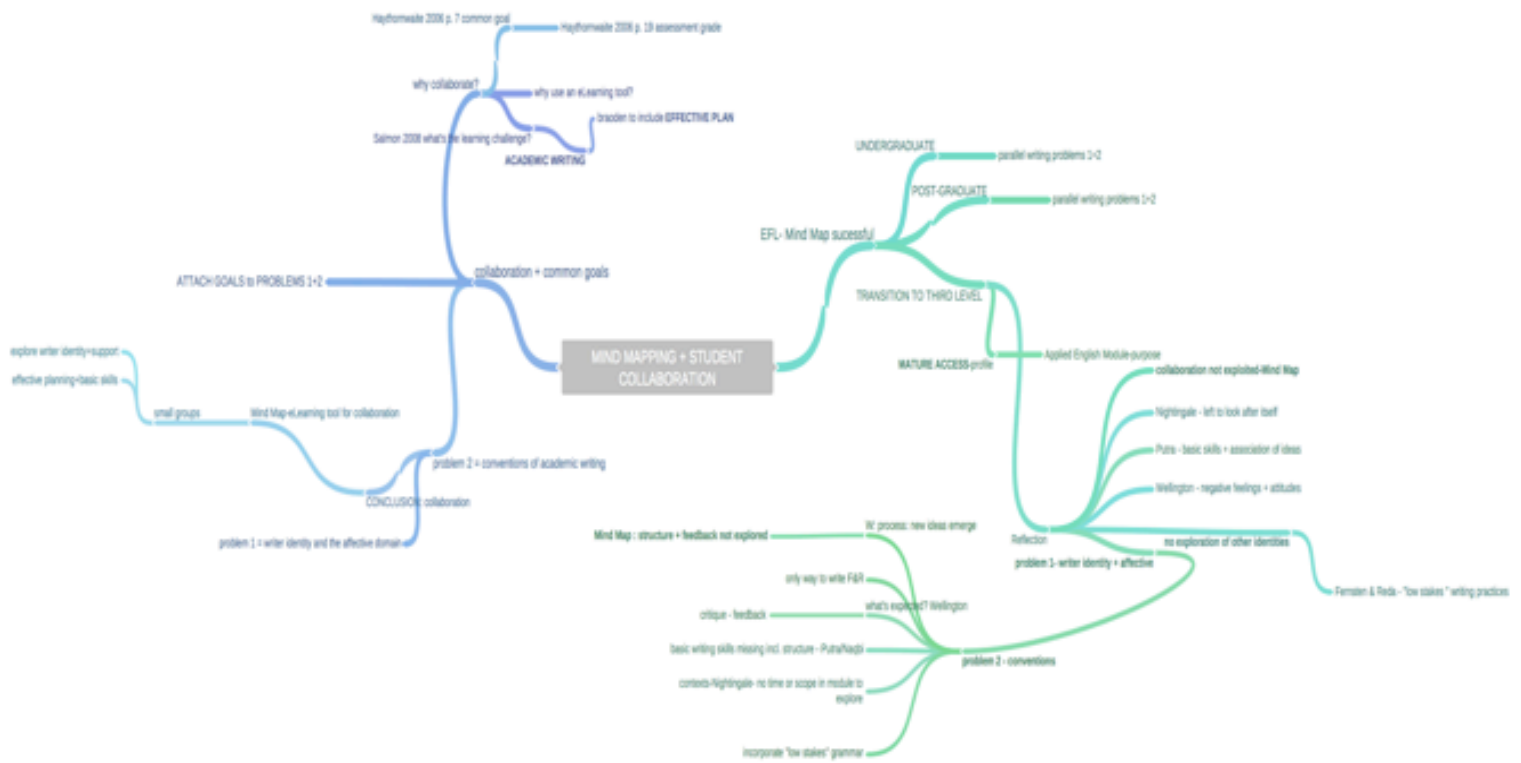 Haythornwaite 2006 p. 7 common goal
Haythornwaite 2006 p. 19 assessment grade
why collaborate?
why use an eLearning tool?
braoden to include EFFECTIVE PLAN
Salmon 2008 what's the learning challenge?
ACADEMIC WRITING
collaboration + common goals
ATTACH GOALS to PROBLEMS 1+2
explore writer identity+support
effective planning+basic skills
small groups
Mind Map-eLearning tool for collaboration
problem 2 = conventions of academic writing
CONCLUSION: collaboration
problem 1 = writer identity and the affective domain
MIND MAPPING + STUDENT
COLLABORATION
UNDERGRADUATE
parallel writing problems 1+2
POST-GRADUATE
parallel writing problems 1+2
EFL- Mind Map sucessful
TRANSITION TO THIRD LEVEL
MATURE ACCESS-profile
Applied English Module-purpose
collaboration not exploited-Mind Map
Nightingale - left to look after itself
Putra - basic skills + association of ideas
Wellington - negative feelings + attitudes
Reflection
no exploration of other identities
problem 1- writer identity + affective
Fernsten & Reda - "low stakes " writing practices
W: process: new ideas emerge
Mind Map : structure + feedback not explored
only way to write F&R
what's expected? Wellington
critique - feedback
basic writing skills missing incl. structure - Putra/Naqbi
problem 2 - conventions
contexts-Nightingale- no time or scope in module to
explore
incorporate "low stakes" grammar